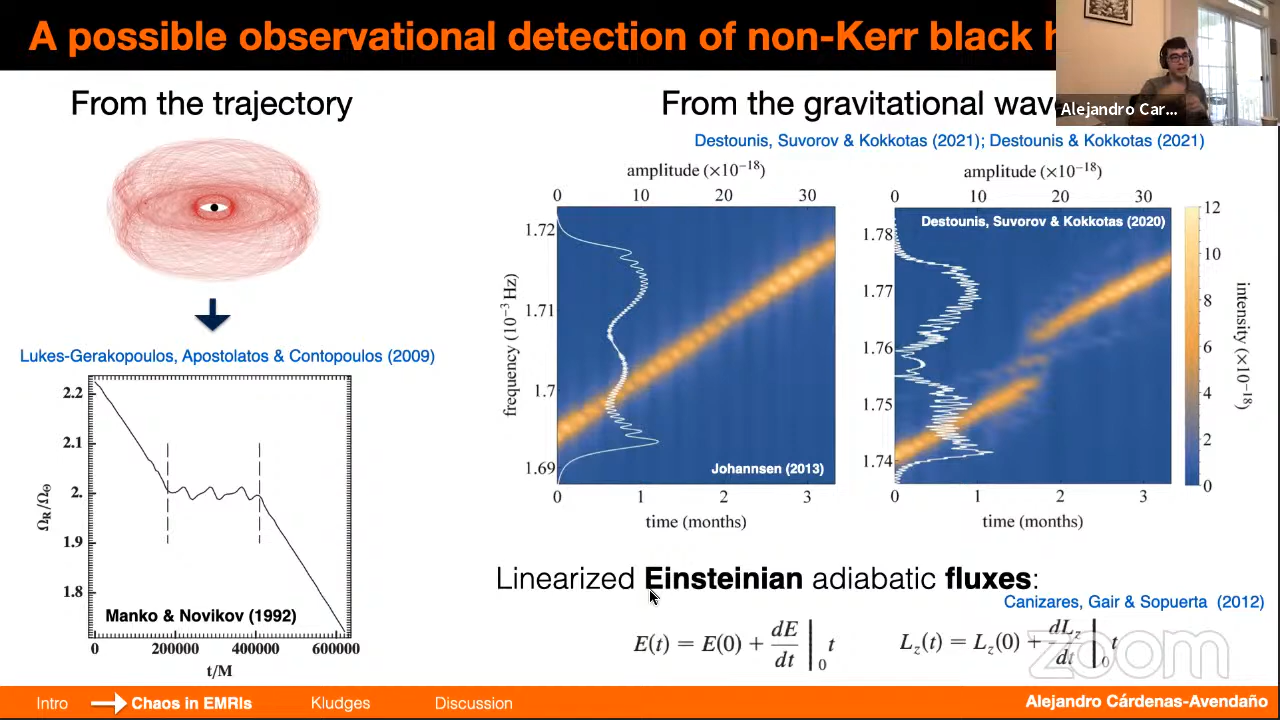 A possible observational detection of non-Kerr black h
Alejandro Car...
From the trajectory
From the gravitational wave
Destounis, Suvorov & Kokkotas (2021); Destounis & Kokkotas (2021)
Lukes-Gerakopoulos, Apostolatos & Contopoulos (2009)
2.2
2.1
2.
1.9
1.8
Ω_R/Ω_Θ
Manko & Novikov (1992)
0 200000 400000 600000
t/M
amplitude (×10⁻¹⁸)
0 10 20 30
1.72
1.71
1.7
1.69
frequency (10⁻³ Hz)
Johannsen (2013)
0 1 2 3
time (months)
amplitude (×10⁻¹⁸)
0 10 20 30
Destounis, Suvorov & Kokkotas (2020)
1.78
1.77
1.76
1.75
1.74
0 1 2 3
time (months)
12
10
8
6
4
2
0
intensity (×10⁻¹⁸)
Linearized Einsteinian adiabatic fluxes:
Canizares, Gair & Sopuerta (2012)
E(t) = E(0) + dE/dt |₀ t
L_z(t) = L_z(0) + dL_z/dt |₀ t
zoom
Intro Chaos in EMRIs Kludges Discussion Alejandro Cárdenas-Avendaño